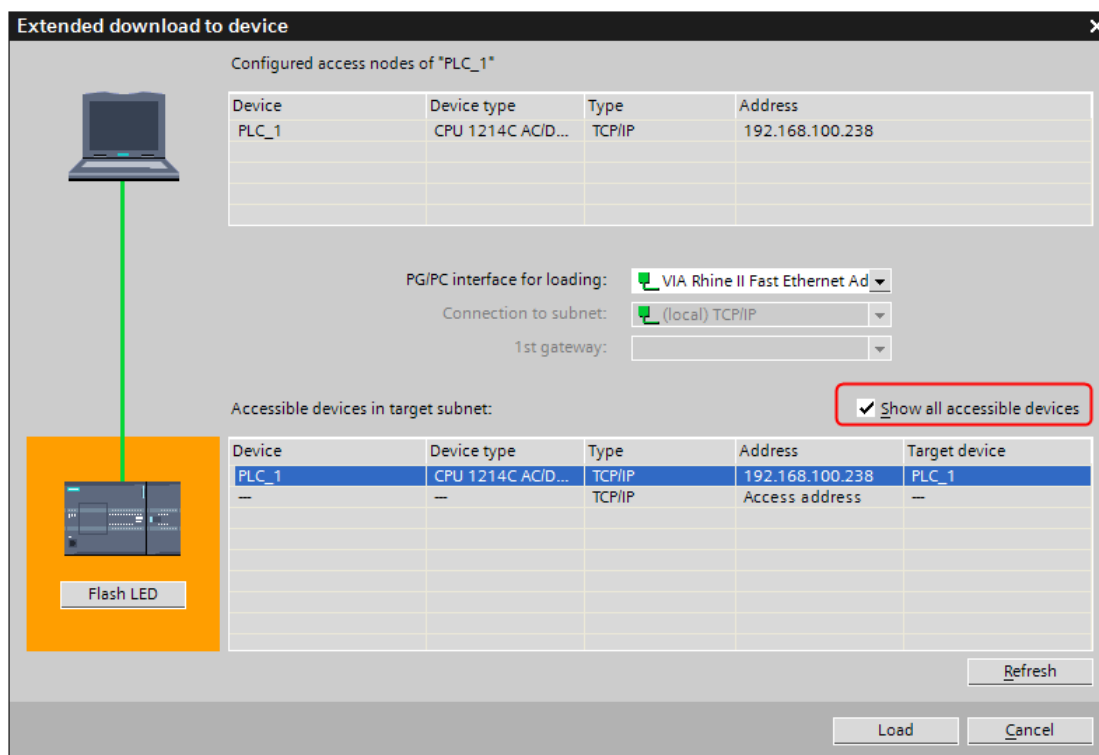 Extended download to device
Configured access nodes of "PLC_1"
Device Device type Type Address
PLC_1 CPU 1214C AC/D... TCP/IP 192.168.100.238
PG/PC interface for loading: VIA Rhine II Fast Ethernet Ad
Connection to subnet: (local) TCP/IP
1st gateway:
Accessible devices in target subnet: Show all accessible devices
Device Device type Type Address Target device
PLC_1 CPU 1214C AC/D... TCP/IP 192.168.100.238 PLC_1
— — TCP/IP Access address —
Flash LED
Refresh
Load Cancel